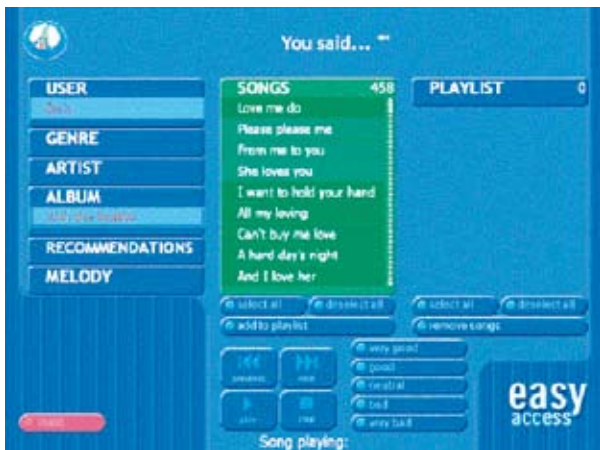 You said... ""
USER
GENRE
ARTIST
ALBUM
RECOMMENDATIONS
MELODY
SONGS 458
Love me do
Please please me
From me to you
She loves you
I want to hold your hand
All my loving
Can't buy me love
A hard day's night
And I love her
select all deselect all
add to playlist
PLAYLIST 0
select all deselect all
remove songs
very good
good
neutral
bad
very bad
Song playing:
easy
access